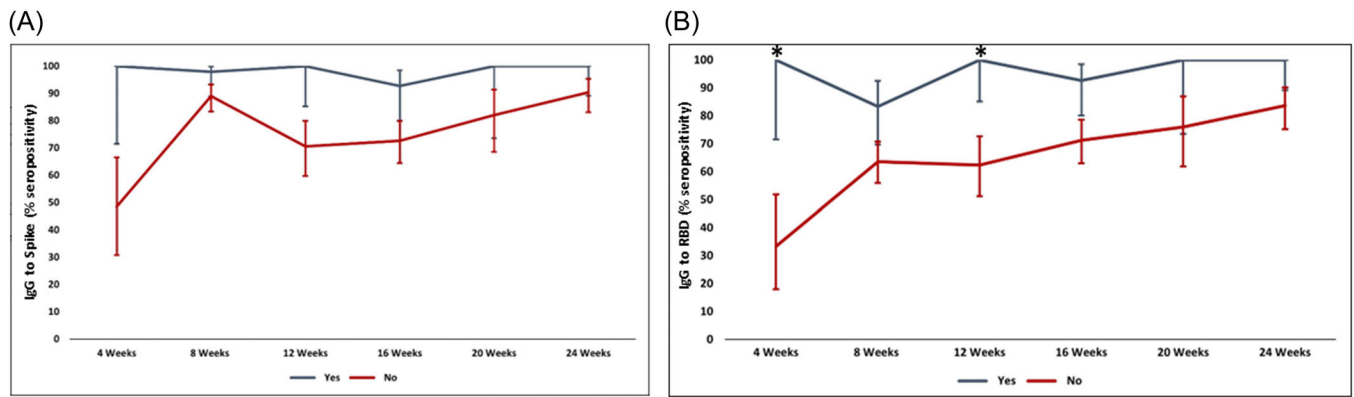 (A)
IgG to Spike (% seropositivity)
100
90
80
70
60
50
40
30
20
10
0
4 Weeks 8 Weeks 12 Weeks 16 Weeks 20 Weeks 24 Weeks
Yes No
(B)
* *
IgG to RBD (% seropositivity)
100
90
80
70
60
50
40
30
20
10
0
4 Weeks 8 Weeks 12 Weeks 16 Weeks 20 Weeks 24 Weeks
Yes No